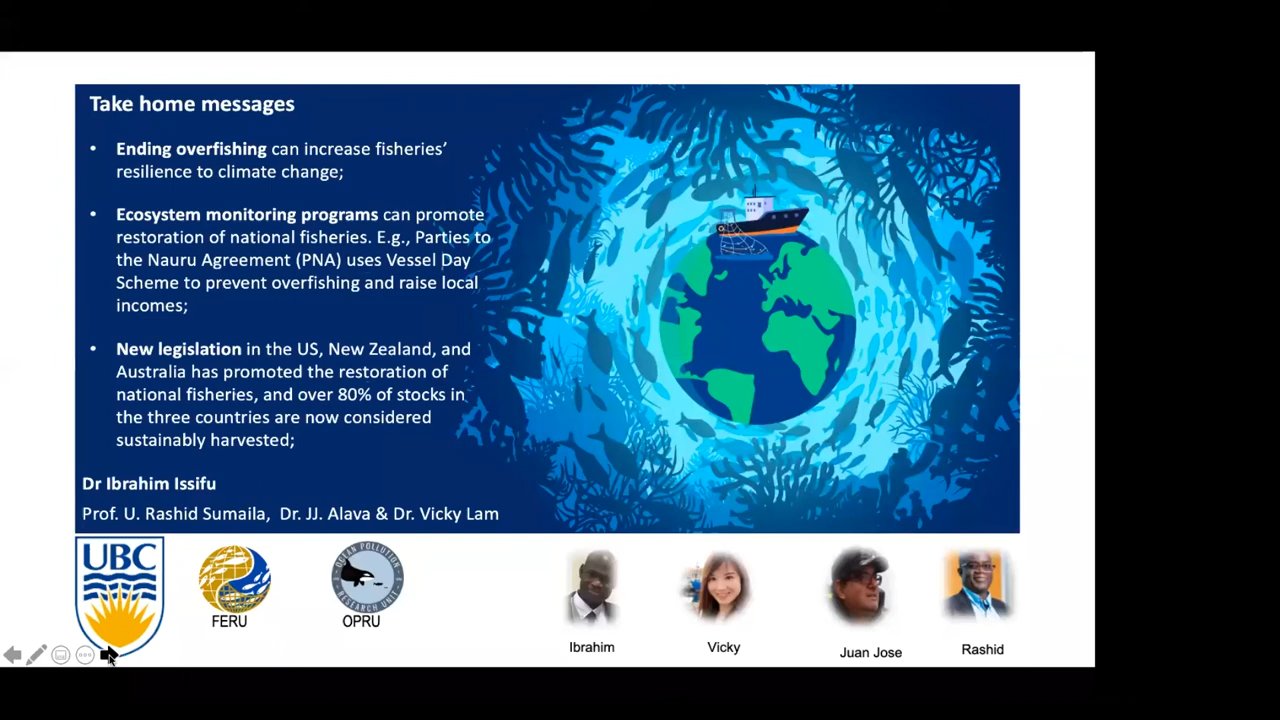 Take home messages
• Ending overfishing can increase fisheries’
resilience to climate change;
• Ecosystem monitoring programs can promote
restoration of national fisheries. E.g., Parties to
the Nauru Agreement (PNA) uses Vessel Day
Scheme to prevent overfishing and raise local
incomes;
• New legislation in the US, New Zealand, and
Australia has promoted the restoration of
national fisheries, and over 80% of stocks in
the three countries are now considered
sustainably harvested;
Dr Ibrahim Issifu
Prof. U. Rashid Sumaila, Dr. JJ. Alava & Dr. Vicky Lam
UBC
OCEAN POLLUTION
RESEARCH UNIT
FERU
OPRU
Ibrahim
Vicky
Juan Jose
Rashid